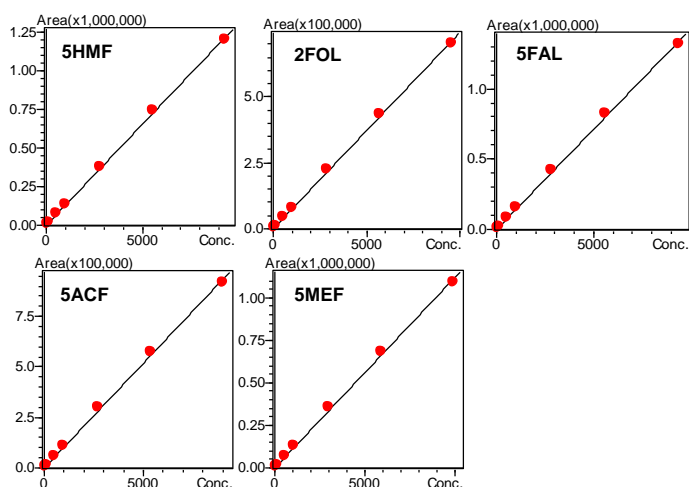 Area(x1,000,000)
1.25
1.00
0.75
0.50
0.25
0.00
5HMF
0
5000
Conc.
Area(x100,000)
5.0
2.5
0.0
2FOL
0
5000
Conc.
Area(x1,000,000)
1.0
0.5
0.0
5FAL
0
5000
Conc.
Area(x100,000)
7.5
5.0
2.5
0.0
5ACF
0
5000
Conc.
Area(x1,000,000)
1.00
0.75
0.50
0.25
0.00
5MEF
0
5000
Conc.